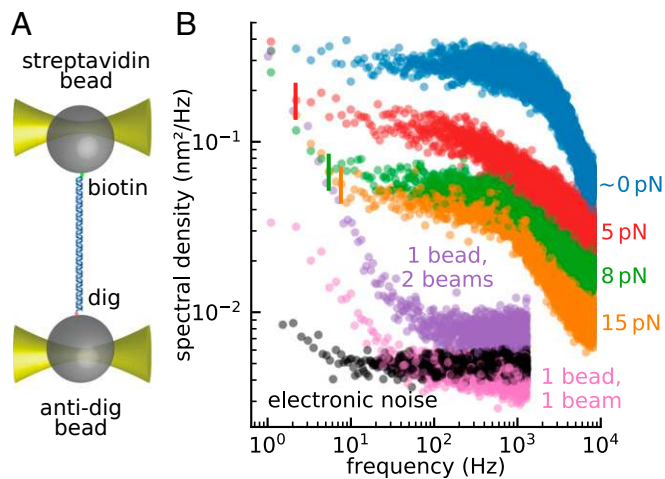 A
streptavidin
bead
biotin
dig
anti-dig
bead
B
spectral density (nm²/Hz)
10⁻¹
10⁻²
~0 pN
5 pN
8 pN
15 pN
1 bead,
2 beams
1 bead,
1 beam
electronic noise
10⁰
10¹
10²
10³
10⁴
frequency (Hz)